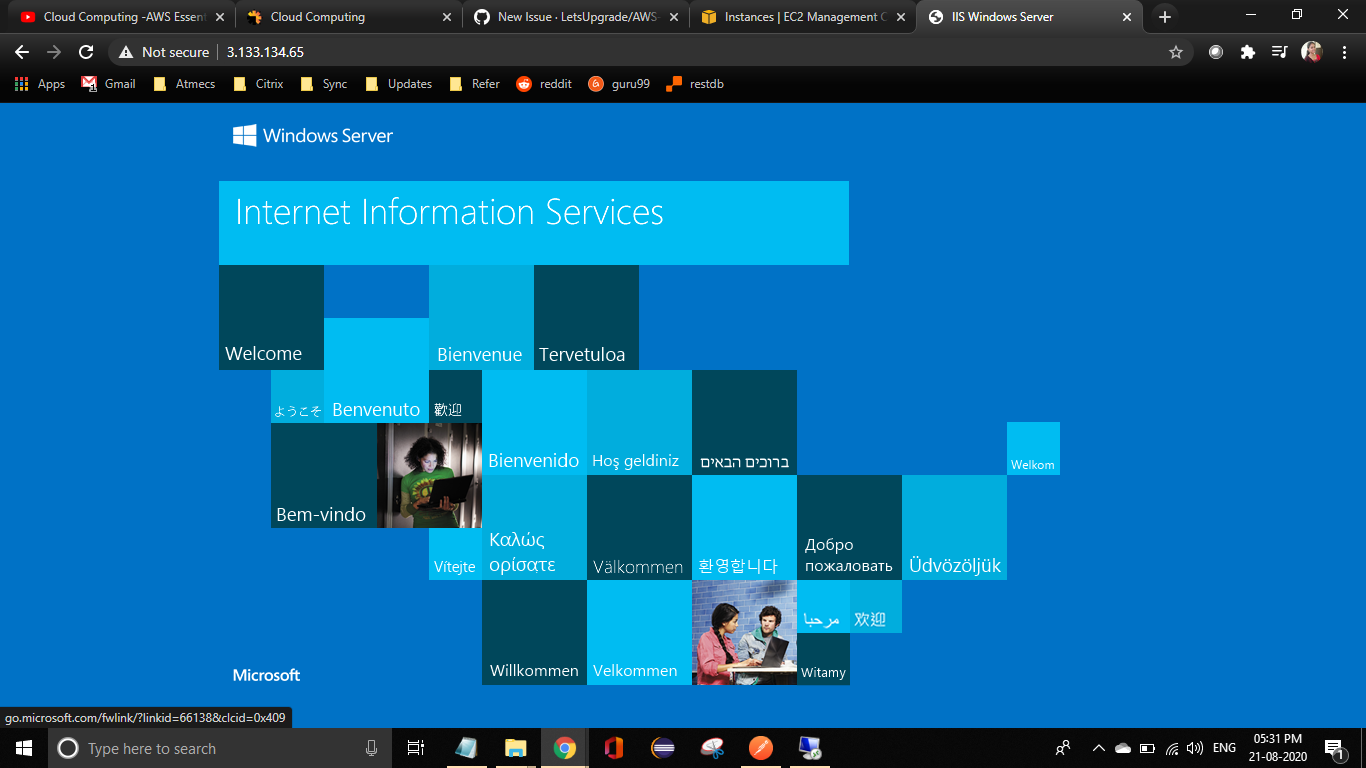 Cloud Computing -AWS Essent
Cloud Computing
New Issue · LetsUpgrade/AWS-
Instances | EC2 Management C
IIS Windows Server
Not secure
3.133.134.65
Apps
Gmail
Atmecs
Citrix
Sync
Updates
Refer
reddit
guru99
restdb
Windows Server
Internet Information Services
Welcome
Bienvenue
Tervetuloa
ようこそ
Benvenuto
歡迎
Bienvenido
Hoş geldiniz
ברוכים הבאים
Welkom
Bem-vindo
Vítejte
Καλώς
ορίσατε
Välkommen
환영합니다
Добро
пожаловать
Üdvözöljük
Willkommen
Velkommen
مرحبا
欢迎
Witamy
Microsoft
go.microsoft.com/fwlink/?linkid=66138&clcid=0x409
Type here to search
ENG
05:31 PM
21-08-2020
1